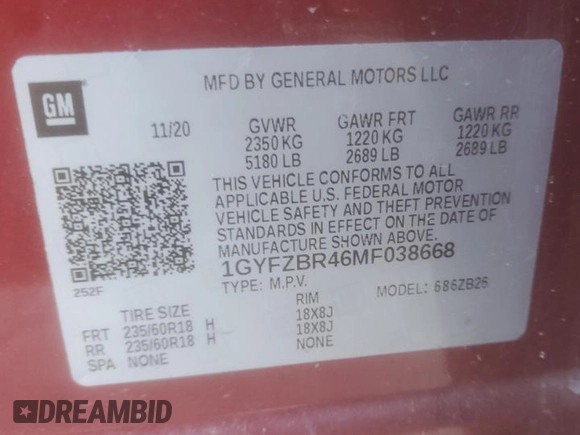 GM
MFD BY GENERAL MOTORS LLC
11/20
GVWR GAWR FRT GAWR RR
2350 KG 1220 KG 1220 KG
5180 LB 2689 LB 2689 LB
THIS VEHICLE CONFORMS TO ALL
APPLICABLE U.S. FEDERAL MOTOR
VEHICLE SAFETY AND THEFT PREVENTION
STANDARDS IN EFFECT ON THE DATE OF
MANUFACTURE SHOWN ABOVE.
1GYFZBR46MF038668
TYPE: M.P.V. MODEL: 686ZB26
252F
TIRE SIZE RIM
FRT 235/60R18 H 18X8J
RR 235/60R18 H 18X8J
SPA NONE NONE
DREAMBID